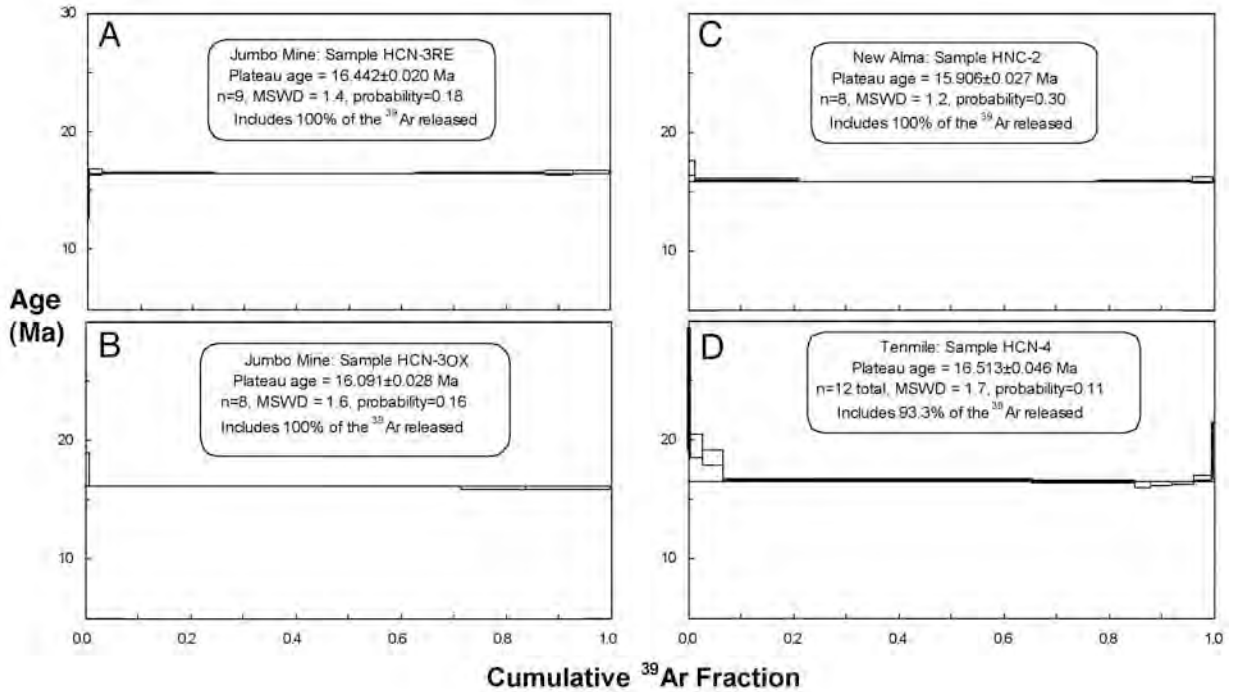 A
Jumbo Mine: Sample HCN-3RE
Plateau age = 16.442±0.020 Ma
n=9, MSWD = 1.4, probability=0.18
Includes 100% of the ³⁹Ar released
30
20
10
C
New Alma: Sample HNC-2
Plateau age = 15.906±0.027 Ma
n=8, MSWD = 1.2, probability=0.30
Includes 100% of the ³⁹Ar released
20
10
Age
(Ma)
B
Jumbo Mine: Sample HCN-3OX
Plateau age = 16.091±0.028 Ma
n=8, MSWD = 1.6, probability=0.16
Includes 100% of the ³⁹Ar released
20
10
0.0 0.2 0.4 0.6 0.8 1.0
D
Tenmile: Sample HCN-4
Plateau age = 16.513±0.046 Ma
n=12 total, MSWD = 1.7, probability=0.11
Includes 93.3% of the ³⁹Ar released
20
10
0.0 0.2 0.4 0.6 0.8 1.0
Cumulative ³⁹Ar Fraction